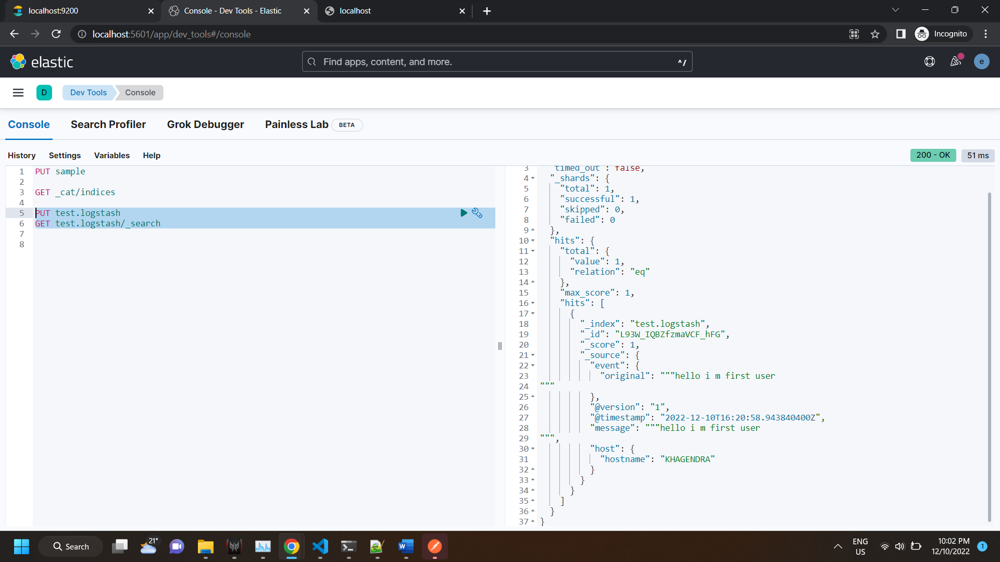 localhost:9200
Console - Dev Tools - Elastic
localhost
localhost:5601/app/dev_tools#/console
Incognito
elastic
Find apps, content, and more.
^/
e
D
Dev Tools
Console
Console
Search Profiler
Grok Debugger
Painless Lab
BETA
History
Settings
Variables
Help
200 - OK
51 ms
1 PUT sample
2
3 GET _cat/indices
4
5 PUT test.logstash
6 GET test.logstash/_search
7
8
3 "timed_out": false,
4 "_shards": {
5 "total": 1,
6 "successful": 1,
7 "skipped": 0,
8 "failed": 0
9 },
10 "hits": {
11 "total": {
12 "value": 1,
13 "relation": "eq"
14 },
15 "max_score": 1,
16 "hits": [
17 {
18 "_index": "test.logstash",
19 "_id": "L93W_IQBZfzmaVCF_hFG",
20 "_score": 1,
21 "_source": {
22 "event": {
23 "original": """hello i m first user
24 """
25 },
26 "@version": "1",
27 "@timestamp": "2022-12-10T16:20:58.943840400Z",
28 "message": """hello i m first user
29 """,
30 "host": {
31 "hostname": "KHAGENDRA"
32 }
33 }
34 }
35 ]
36 }
37 }
Search
21°
ENG
US
10:02 PM
12/10/2022
1